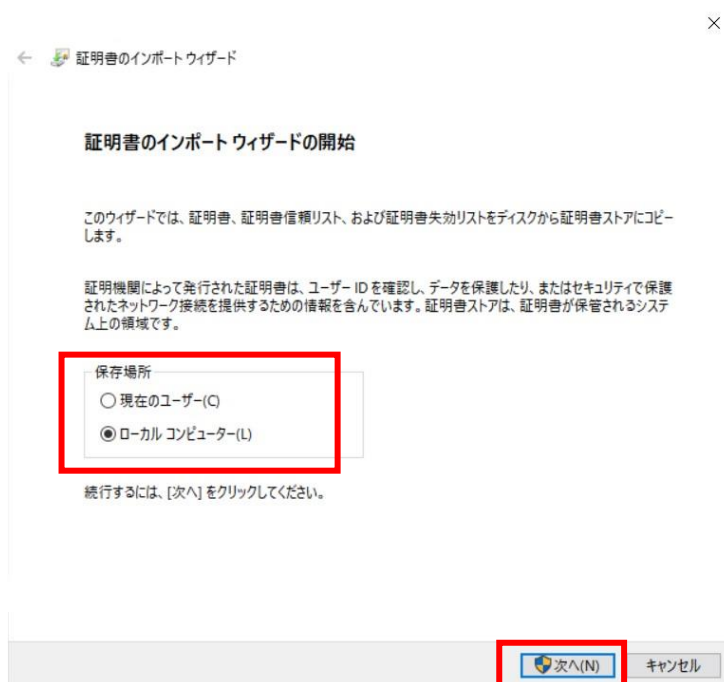 証明書のインポート ウィザード
証明書のインポート ウィザードの開始
このウィザードでは、証明書、証明書信頼リスト、および証明書失効リストをディスクから証明書ストアにコピー
します。
証明機関によって発行された証明書は、ユーザー ID を確認し、データを保護したり、またはセキュリティで保護
されたネットワーク接続を提供するための情報を含んでいます。証明書ストアは、証明書が保管されるシステ
ム上の領域です。
保存場所
現在のユーザー(C)
ローカル コンピューター(L)
続行するには、[次へ] をクリックしてください。
次へ(N)
キャンセル